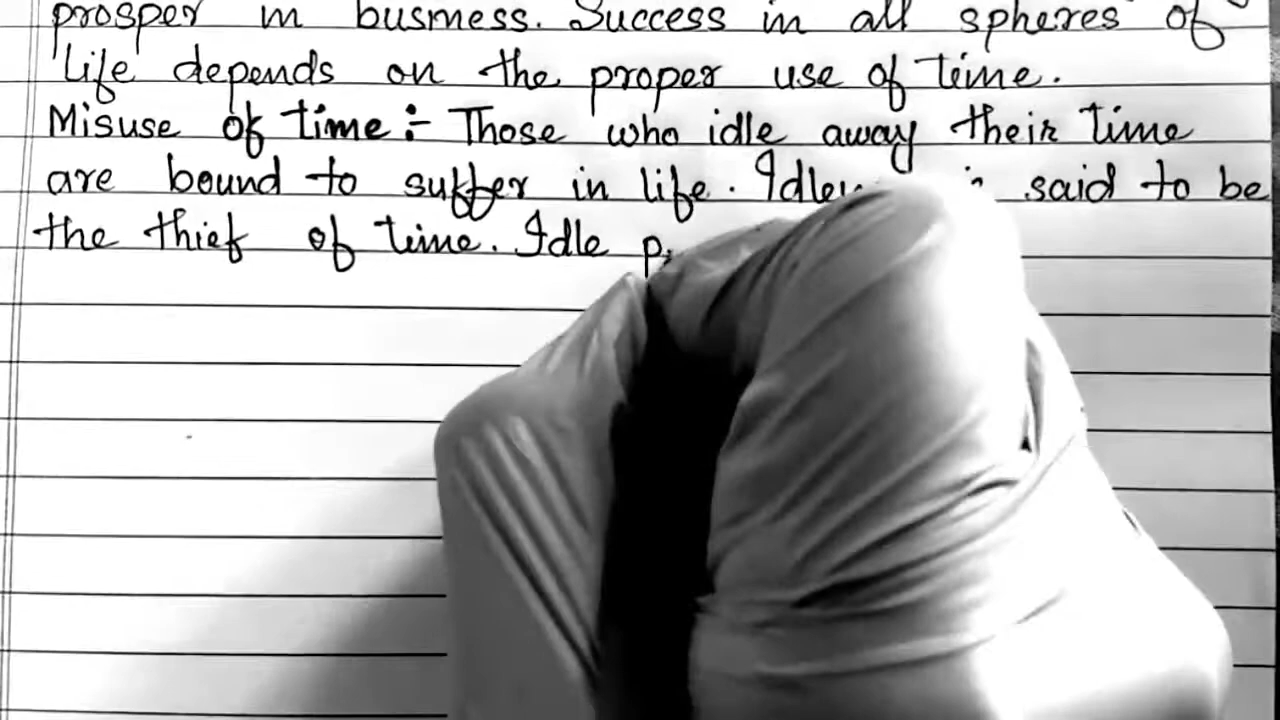 prosper in business. Success in all spheres of
life depends on the proper use of time.
Misuse of time :- Those who idle away their time
are bound to suffer in life. said to be
the thief of time. Idle